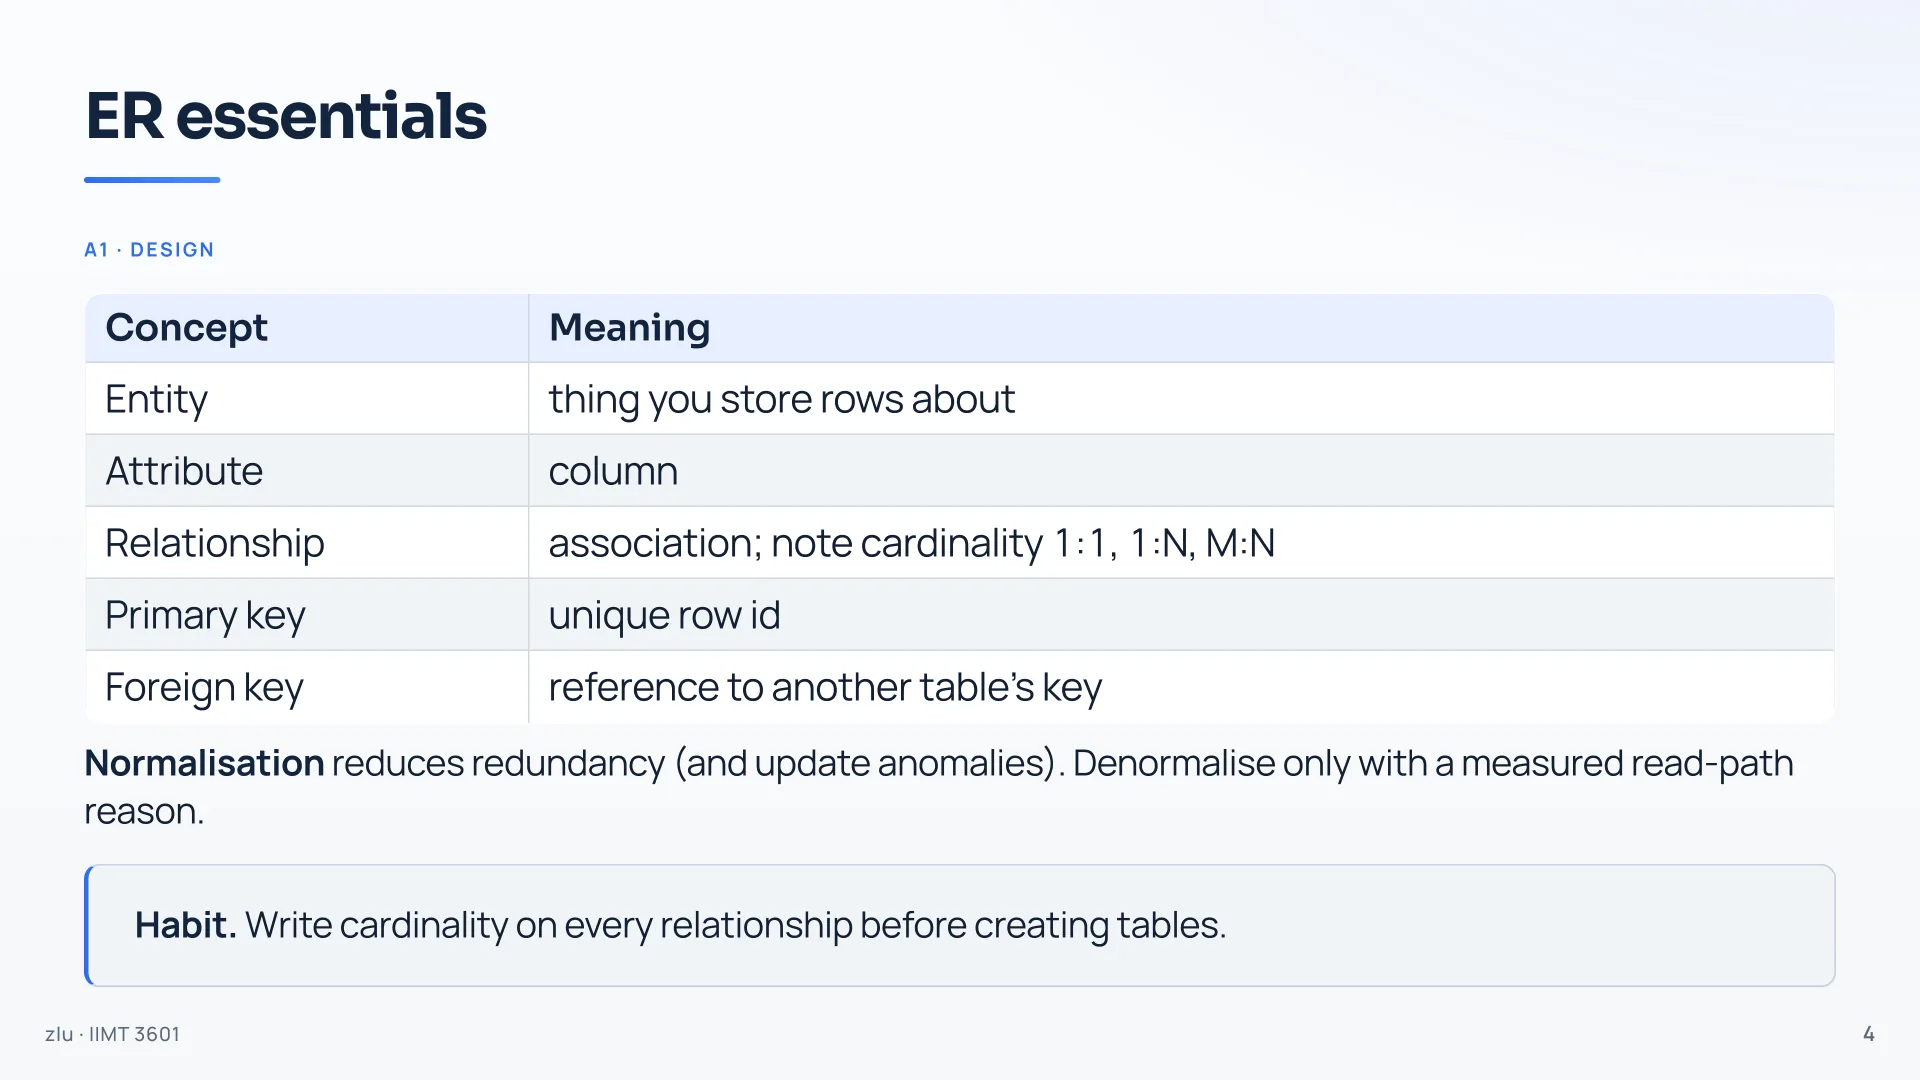 ER essentials
A1 · DESIGN
Concept Meaning
Entity thing you store rows about
Attribute column
Relationship association; note cardinality 1:1, 1:N, M:N
Primary key unique row id
Foreign key reference to another table’s key
Normalisation reduces redundancy (and update anomalies). Denormalise only with a measured read-path
reason.
Habit. Write cardinality on every relationship before creating tables.
zlu · IIMT 3601
4